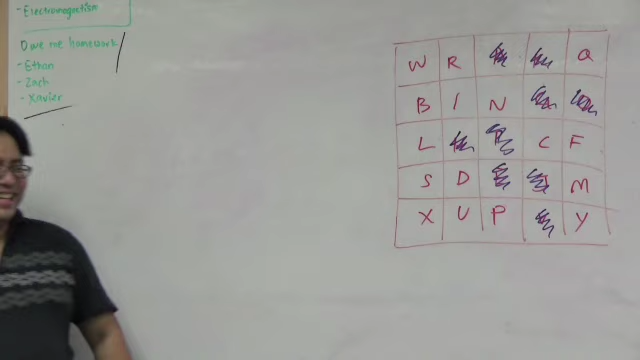 - Electromagnetism
Owe me homework
- Ethan
- Zach
- Xavier
W R Q
B I N
L C F
S D M
X U P Y